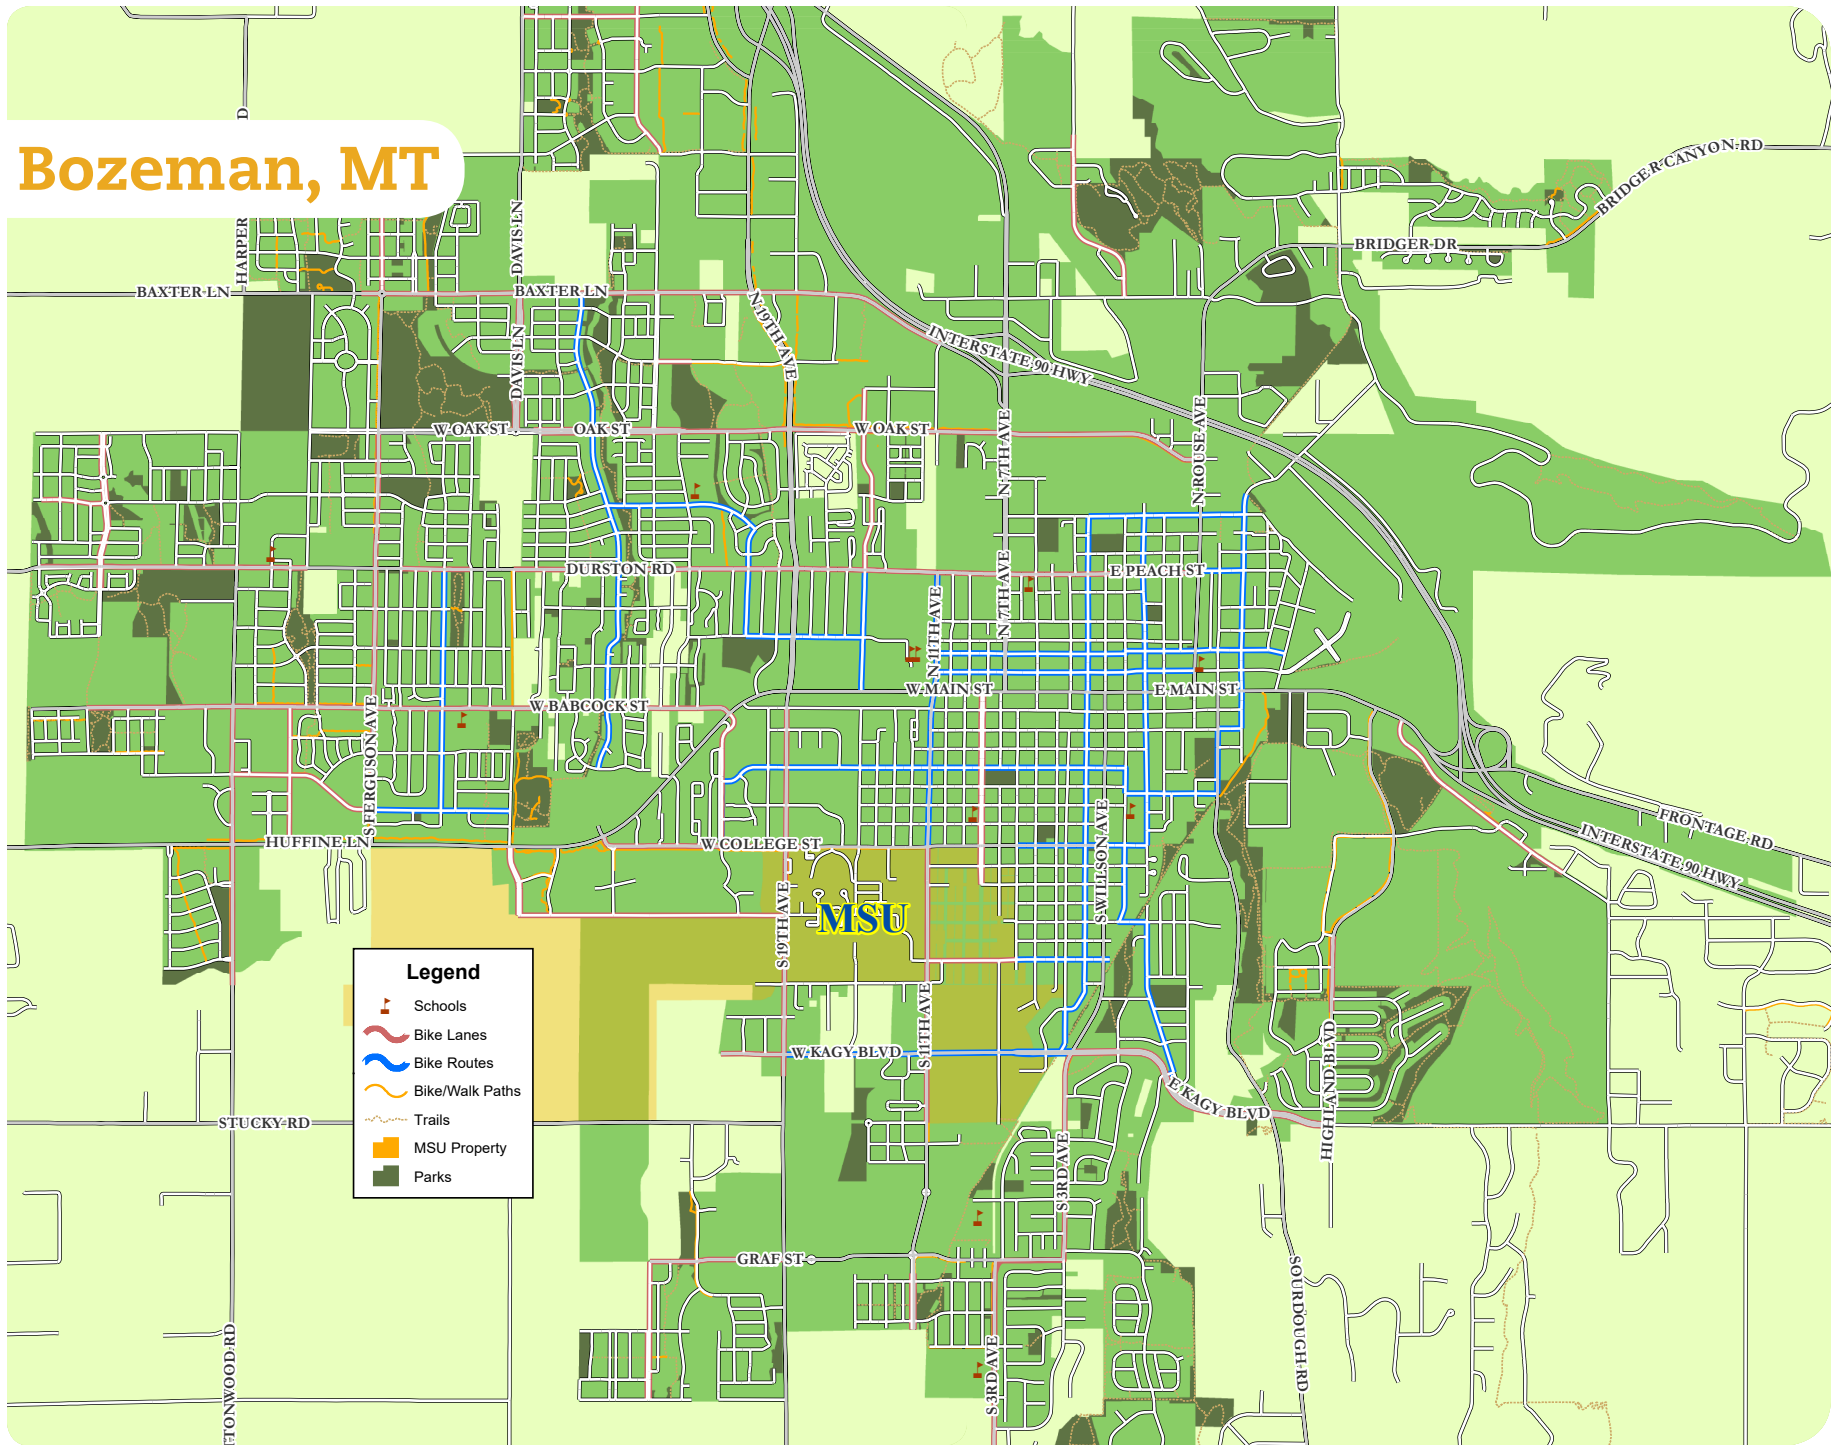 Bozeman, MT
HARPER
D
DAVIS LN
BAXTER LN
BAXTER LN
DAVIS LN
N 19TH AVE
INTERSTATE 90 HWY
BRIDGER CANYON RD
BRIDGER DR
W OAK ST
OAK ST
W OAK ST
N 7TH AVE
N ROUSE AVE
DURSTON RD
E PEACH ST
N 11TH AVE
N 7TH AVE
W MAIN ST
E MAIN ST
W BABCOCK ST
S FERGUSON AVE
HUFFINE LN
W COLLEGE ST
S WILLSON AVE
FRONTAGE RD
INTERSTATE 90 HWY
MSU
S 19TH AVE
S 11TH AVE
W KAGY BLVD
E KAGY BLVD
HIGHLAND BLVD
STUCKY RD
S 3RD AVE
GRAF ST
SOURDOUGH RD
S 3RD AVE
TTONWOOD RD
Legend
Schools
Bike Lanes
Bike Routes
Bike/Walk Paths
Trails
MSU Property
Parks